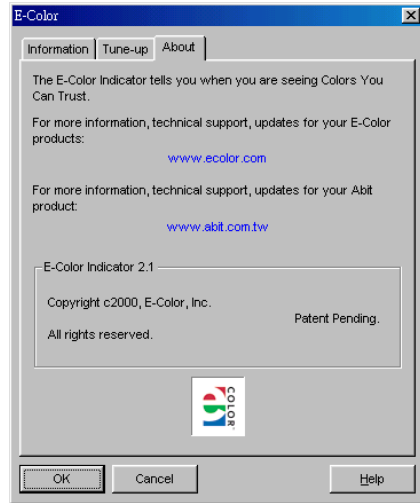 E-Color
Information
Tune-up
About
The E-Color Indicator tells you when you are seeing Colors You
Can Trust.
For more information, technical support, updates for your E-Color
products:
www.ecolor.com
For more information, technical support, updates for your Abit
product:
www.abit.com.tw
E-Color Indicator 2.1
Copyright c2000, E-Color, Inc.
Patent Pending.
All rights reserved.
COLOR
OK
Cancel
Help